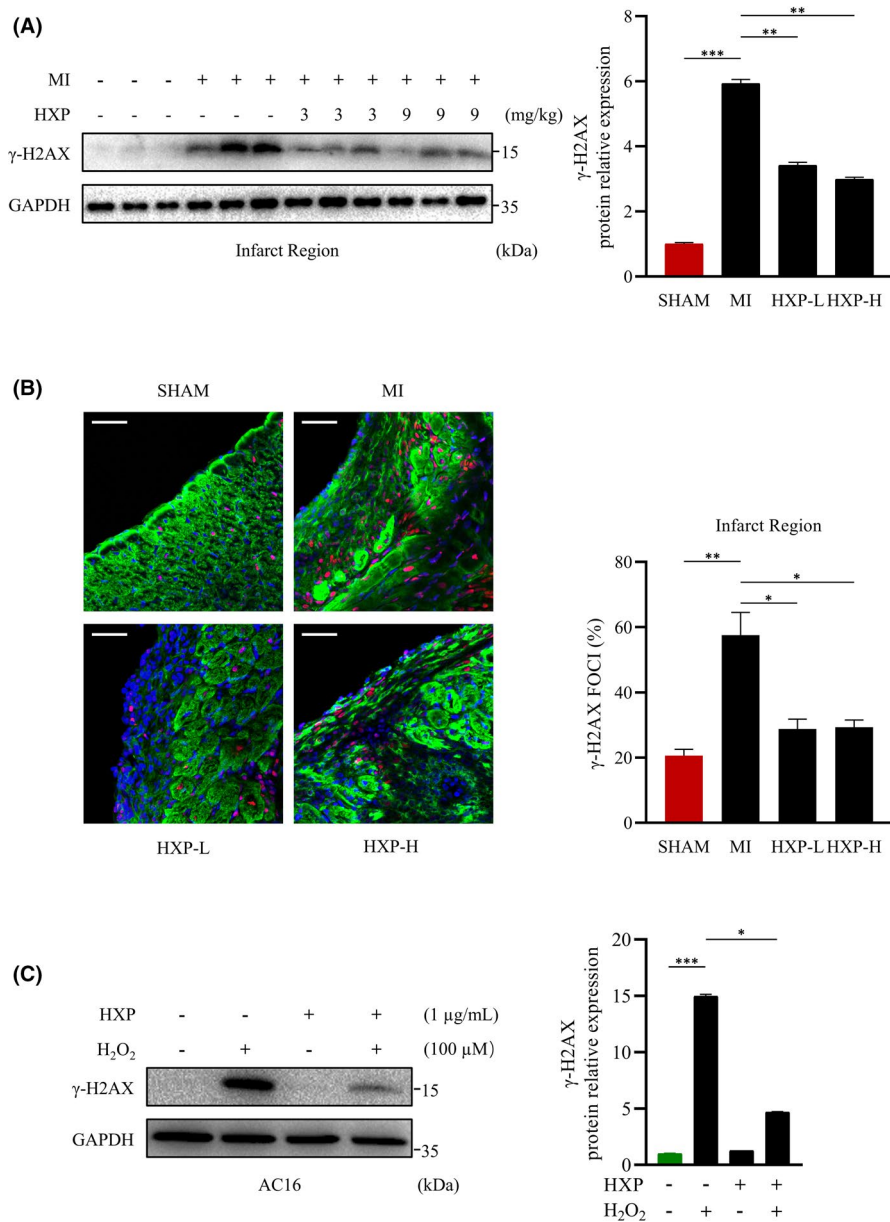 (A)
MI - - - + + + + + + + + +
HXP - - - - - - 3 3 3 9 9 9 (mg/kg)
γ-H2AX 15
GAPDH 35
Infarct Region (kDa)
γ-H2AX
protein relative expression
8
6
4
2
0
***
**
**
SHAM MI HXP-L HXP-H
(B)
SHAM MI
HXP-L HXP-H
Infarct Region
γ-H2AX FOCI (%)
80
60
40
20
0
**
*
*
SHAM MI HXP-L HXP-H
(C)
HXP - - + + (1 µg/mL)
H₂O₂ - + - + (100 µM)
γ-H2AX 15
GAPDH 35
AC16 (kDa)
γ-H2AX
protein relative expression
20
15
10
5
0
***
*
HXP - - + +
H₂O₂ - + - +